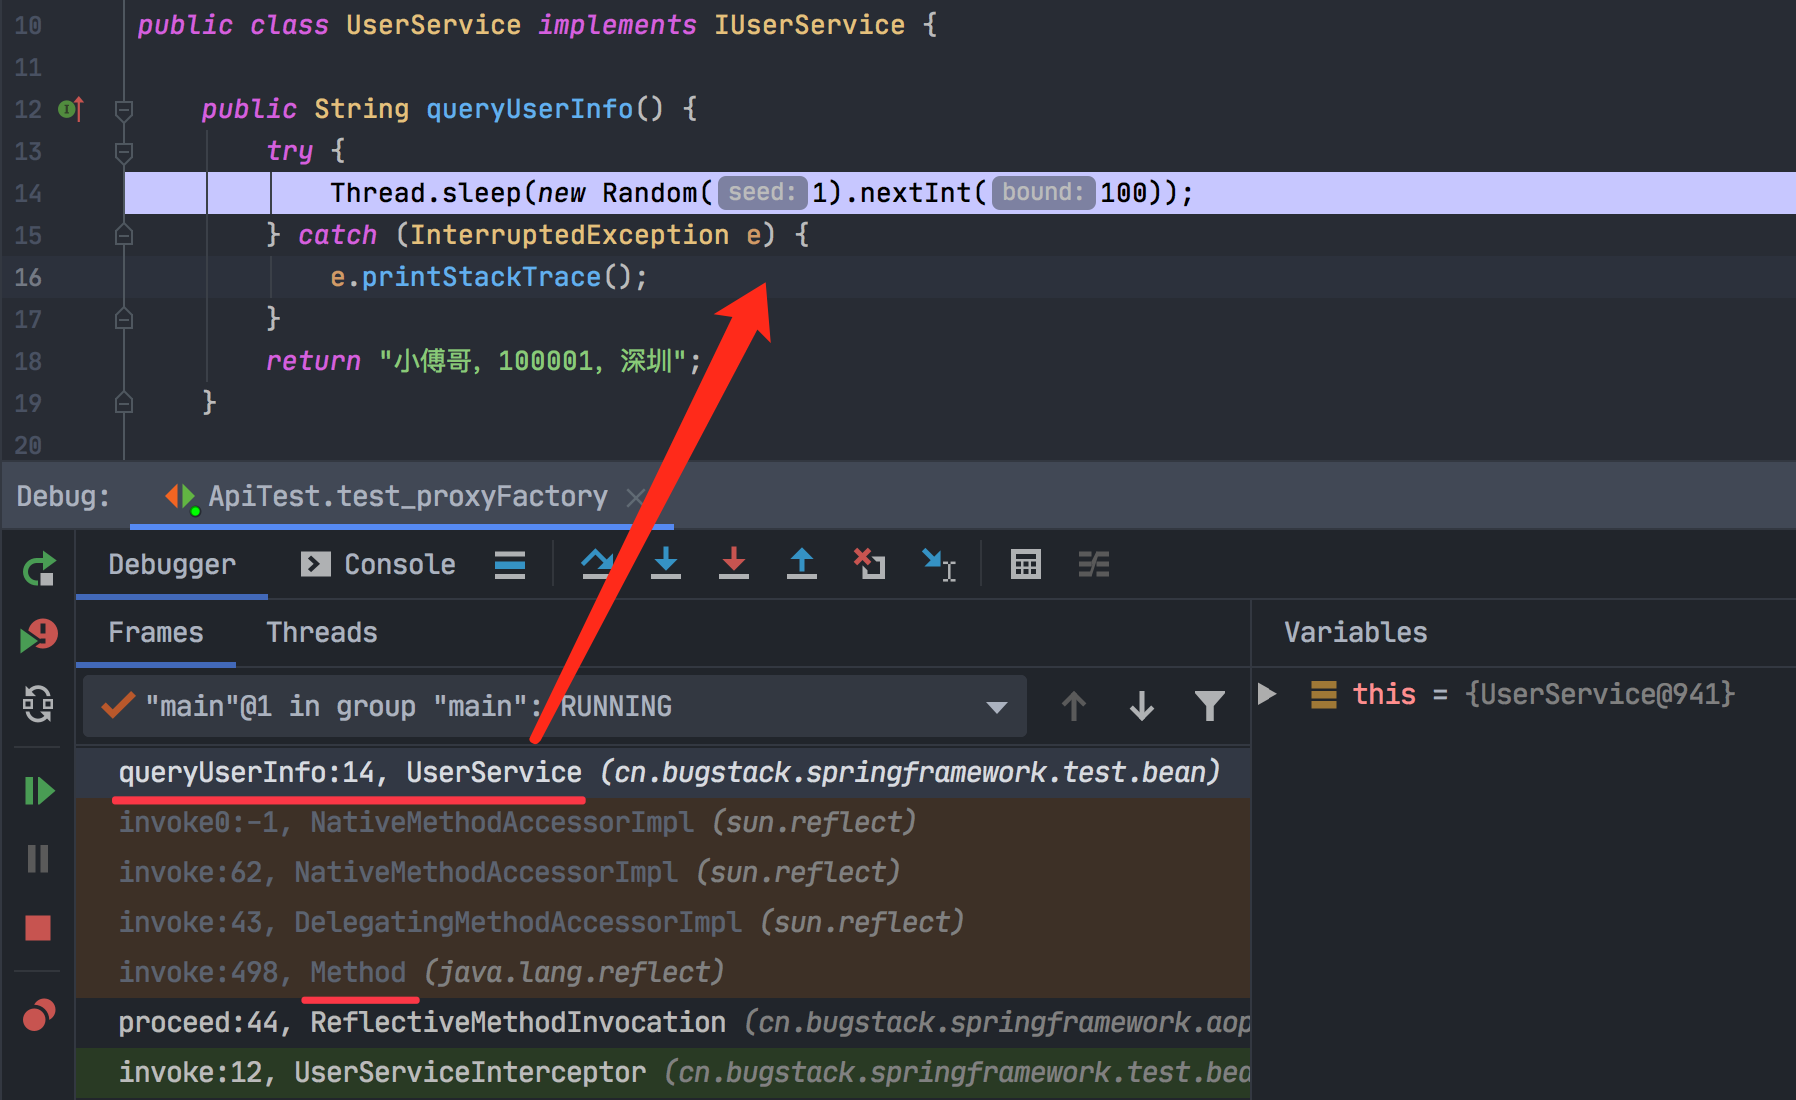 10 public class UserService implements IUserService {
11
12 public String queryUserInfo() {
13 try {
14 Thread.sleep(new Random( seed: 1).nextInt( bound: 100));
15 } catch (InterruptedException e) {
16 e.printStackTrace();
17 }
18 return "小傅哥，100001，深圳";
19 }
20
Debug: ApiTest.test_proxyFactory
Debugger Console
Frames Threads Variables
"main"@1 in group "main": RUNNING
this = {UserService@941}
queryUserInfo:14, UserService (cn.bugstack.springframework.test.bean)
invoke0:-1, NativeMethodAccessorImpl (sun.reflect)
invoke:62, NativeMethodAccessorImpl (sun.reflect)
invoke:43, DelegatingMethodAccessorImpl (sun.reflect)
invoke:498, Method (java.lang.reflect)
proceed:44, ReflectiveMethodInvocation (cn.bugstack.springframework.aop
invoke:12, UserServiceInterceptor (cn.bugstack.springframework.test.bea